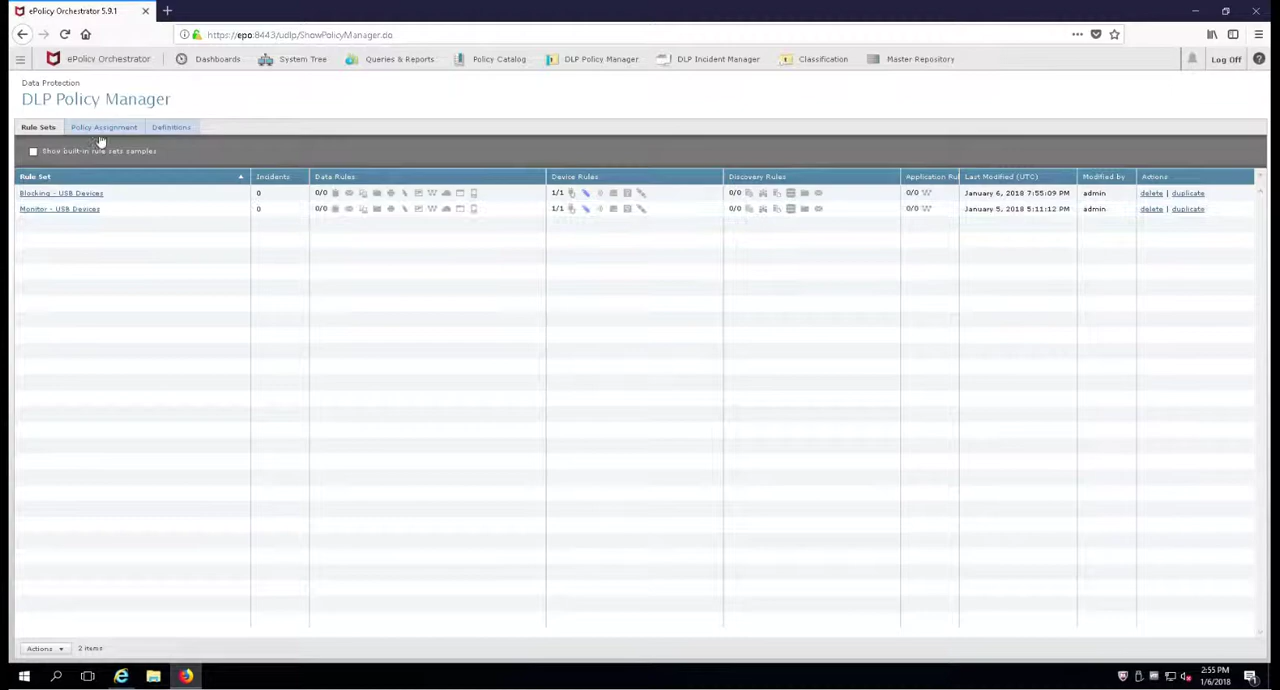 ePolicy Orchestrator 5.9.1
https://epo:8443/udlp/ShowPolicyManager.do
ePolicy Orchestrator Dashboards System Tree Queries & Reports Policy Catalog DLP Policy Manager DLP Incident Manager Classification Master Repository Log Off
Data Protection
DLP Policy Manager
Rule Sets Policy Assignment Definitions
Show built-in rule sets samples
Rule Set Incidents Data Rules Device Rules Discovery Rules Application Rul Last Modified (UTC) Modified by Actions
Blocking - USB Devices 0 0/0 1/1 0/0 0/0 January 6, 2018 7:55:09 PM admin delete | duplicate
Monitor - USB Devices 0 0/0 1/1 0/0 0/0 January 5, 2018 5:11:12 PM admin delete | duplicate
Actions 2 items
2:55 PM
1/6/2018